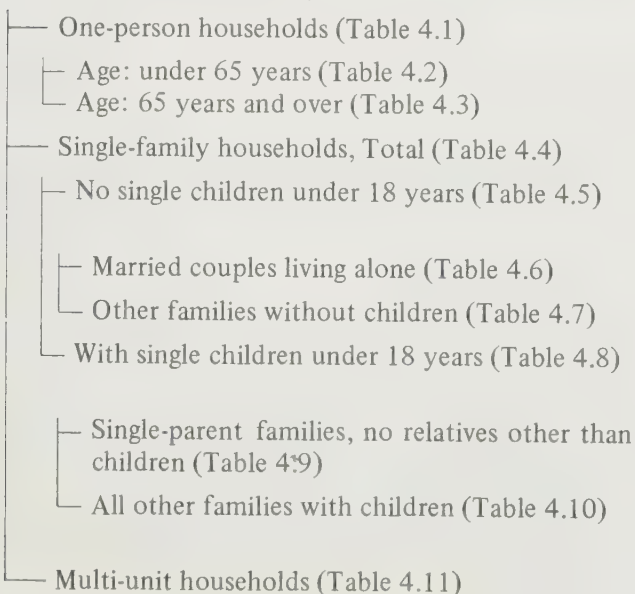 One-person households (Table 4.1)
Age: under 65 years (Table 4.2)
Age: 65 years and over (Table 4.3)
Single-family households, Total (Table 4.4)
No single children under 18 years (Table 4.5)
Married couples living alone (Table 4.6)
Other families without children (Table 4.7)
With single children under 18 years (Table 4.8)
Single-parent families, no relatives other than
children (Table 4.9)
All other families with children (Table 4.10)
Multi-unit households (Table 4.11)